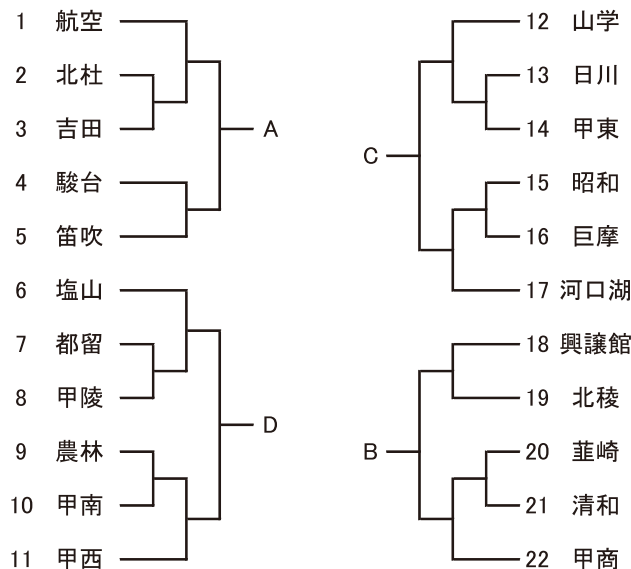 1 航空
2 北杜
3 吉田
A
4 駿台
5 笛吹
6 塩山
7 都留
8 甲陵
D
9 農林
10 甲南
11 甲西
12 山学
13 日川
14 甲東
C
15 昭和
16 巨摩
17 河口湖
18 興譲館
19 北稜
B
20 韮崎
21 清和
22 甲商